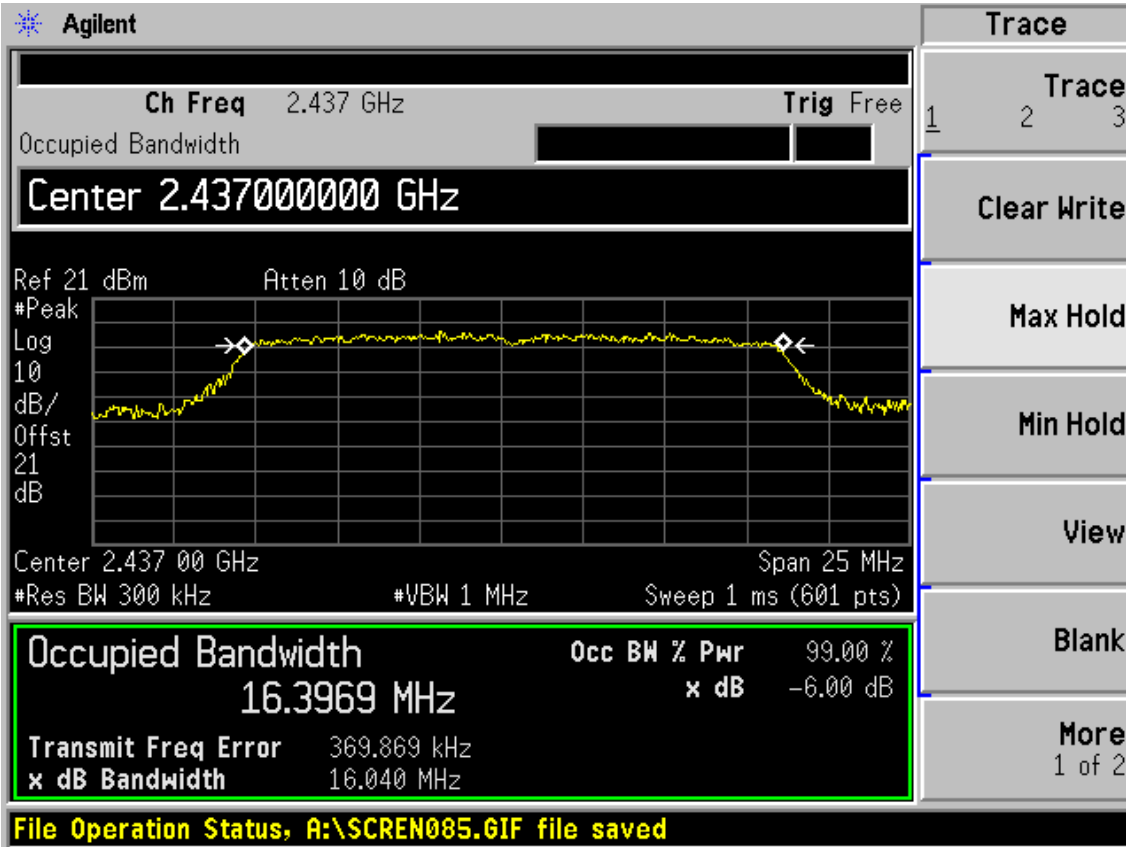 Agilent
Trace
Ch Freq 2.437 GHz Trig Free
Occupied Bandwidth
Center 2.437000000 GHz
Ref 21 dBm Atten 10 dB
#Peak
Log
10
dB/
Offst
21
dB
Center 2.437 00 GHz Span 25 MHz
#Res BW 300 kHz #VBW 1 MHz Sweep 1 ms (601 pts)
Occupied Bandwidth
16.3969 MHz
Occ BW % Pwr 99.00 %
x dB -6.00 dB
Transmit Freq Error 369.869 kHz
x dB Bandwidth 16.040 MHz
File Operation Status, A:\SCREN085.GIF file saved
Trace
1 2 3
Clear Write
Max Hold
Min Hold
View
Blank
More
1 of 2